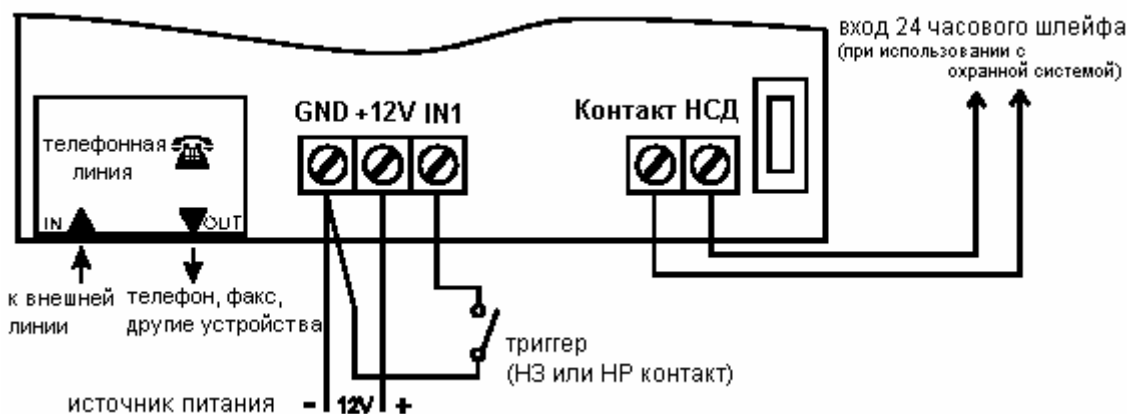 вход 24 часового шлейфа
(при использовании с
охранной системой)
GND +12V IN1
Контакт НСД
телефонная
линия
IN
OUT
к внешней
линии
телефон, факс,
другие устройства
триггер
(НЗ или НР контакт)
источник питания - 12V +